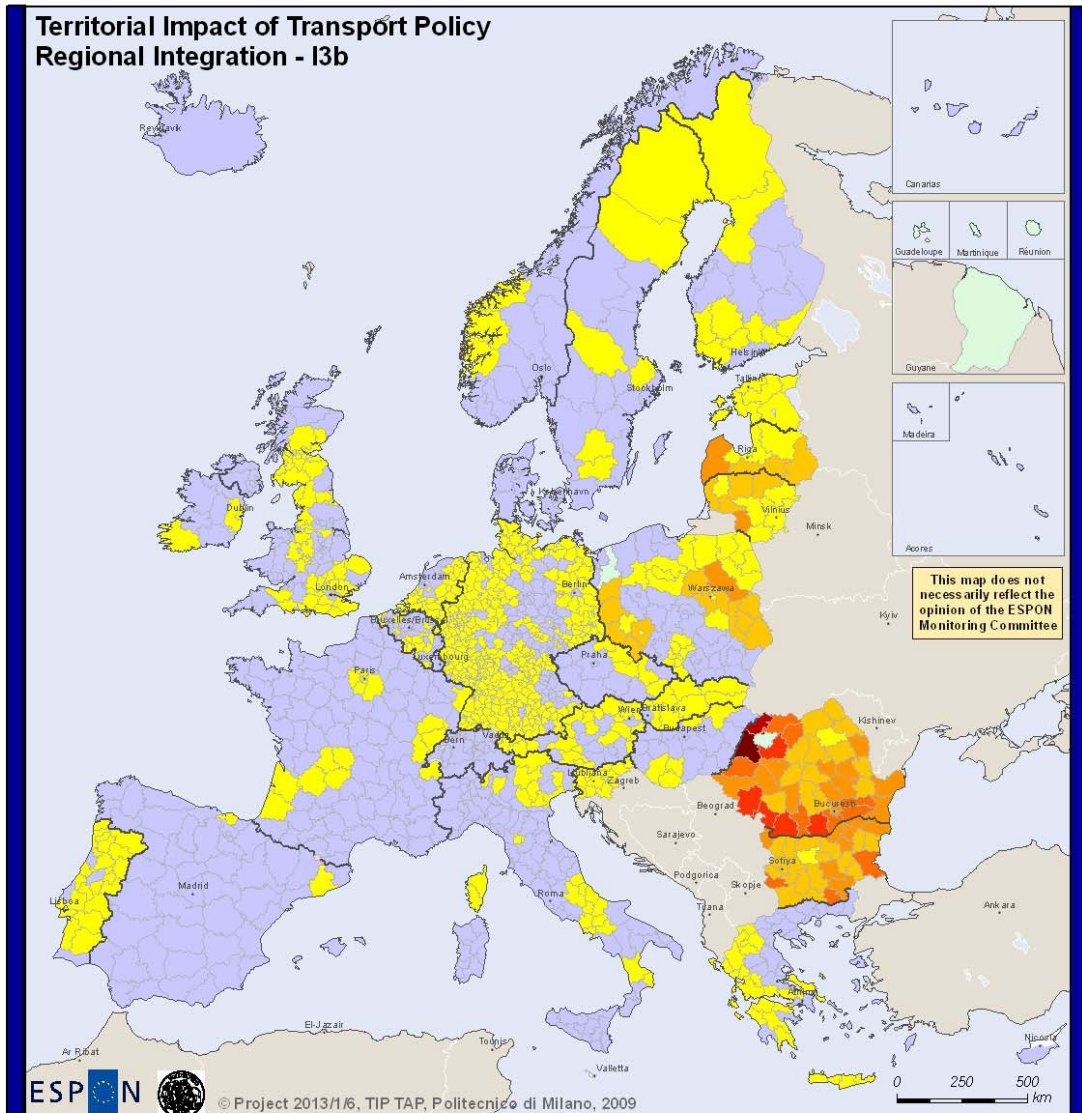 Territorial Impact of Transport Policy
Regional Integration - I3b
Reykjavik
Canarias
Guadeloupe
Martinique
Réunion
Guyane
Madeira
Acores
This map does not
necessarily reflect the
opinion of the ESPON
Monitoring Committee
Oslo
Helsinki
Stockholm
Tallinn
Riga
København
Vilnius
Minsk
Dublin
London
Amsterdam
Berlin
Warszawa
Kyiv
Luxembourg
Praha
Paris
Wien
Bratislava
Budapest
Kishinev
Bern
Vaduz
Ljubljana
Zagreb
Beograd
Bucuresti
Sarajevo
Sofiya
Podgorica
Skopje
Tirana
Madrid
Lisboa
Roma
Ankara
El-Jazair
Tounis
Ar Ribat
Valletta
Nicosia
0 250 500
km
ESPON
© Project 2013/1/6, TIP TAP, Politecnico di Milano, 2009